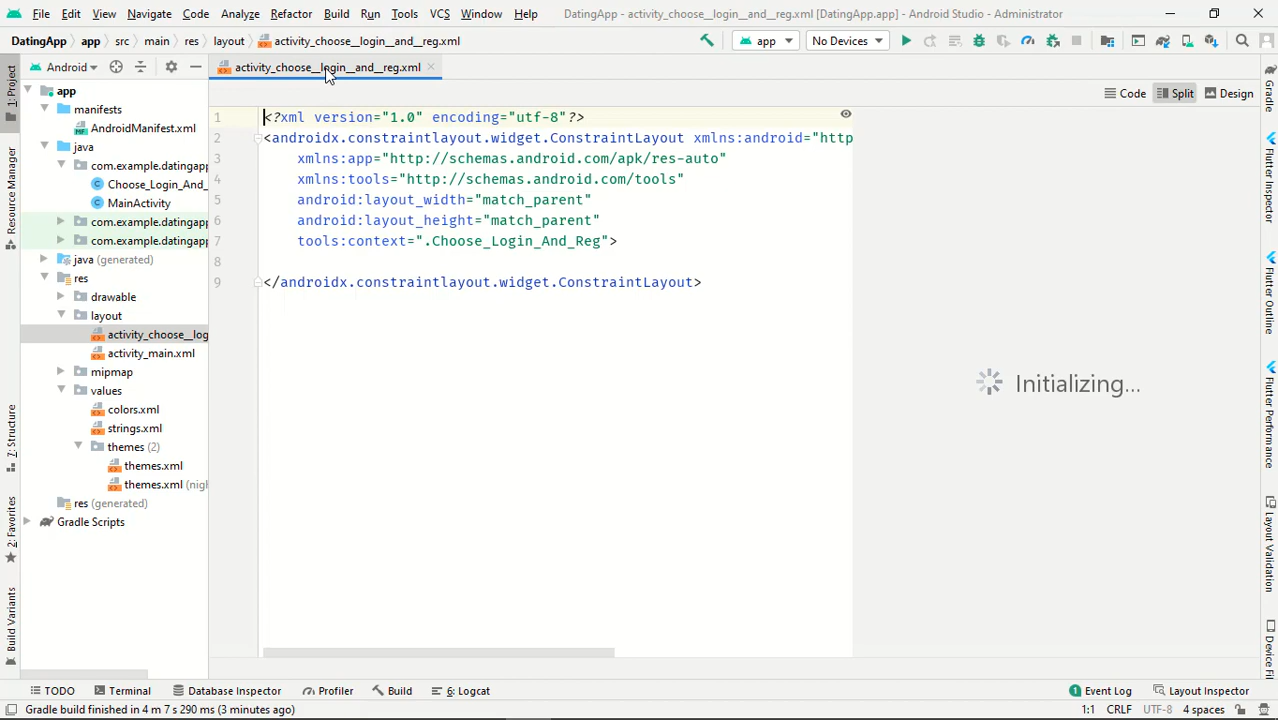 File Edit View Navigate Code Analyze Refactor Build Run Tools VCS Window Help DatingApp - activity_choose__login__and__reg.xml [DatingApp.app] - Android Studio - Administrator
DatingApp app src main res layout activity_choose__login__and__reg.xml app No Devices
Android activity_choose__login__and__reg.xml
Code Split Design
1: Project
Resource Manager
Z: Structure
2: Favorites
Build Variants
app
manifests
AndroidManifest.xml
java
com.example.datingapp
Choose_Login_And_
MainActivity
com.example.datingapp
com.example.datingapp
java (generated)
res
drawable
layout
activity_choose__log
activity_main.xml
mipmap
values
colors.xml
strings.xml
themes (2)
themes.xml
themes.xml (nigh
res (generated)
Gradle Scripts
1 <?xml version="1.0" encoding="utf-8"?>
2 <androidx.constraintlayout.widget.ConstraintLayout xmlns:android="http
3 xmlns:app="http://schemas.android.com/apk/res-auto"
4 xmlns:tools="http://schemas.android.com/tools"
5 android:layout_width="match_parent"
6 android:layout_height="match_parent"
7 tools:context=".Choose_Login_And_Reg">
8
9 </androidx.constraintlayout.widget.ConstraintLayout>
Initializing...
Gradle
Flutter Inspector
Flutter Outline
Flutter Performance
Layout Validation
Device Fil
TODO Terminal Database Inspector Profiler Build 6: Logcat 1 Event Log Layout Inspector
Gradle build finished in 4 m 7 s 290 ms (3 minutes ago) 1:1 CRLF UTF-8 4 spaces